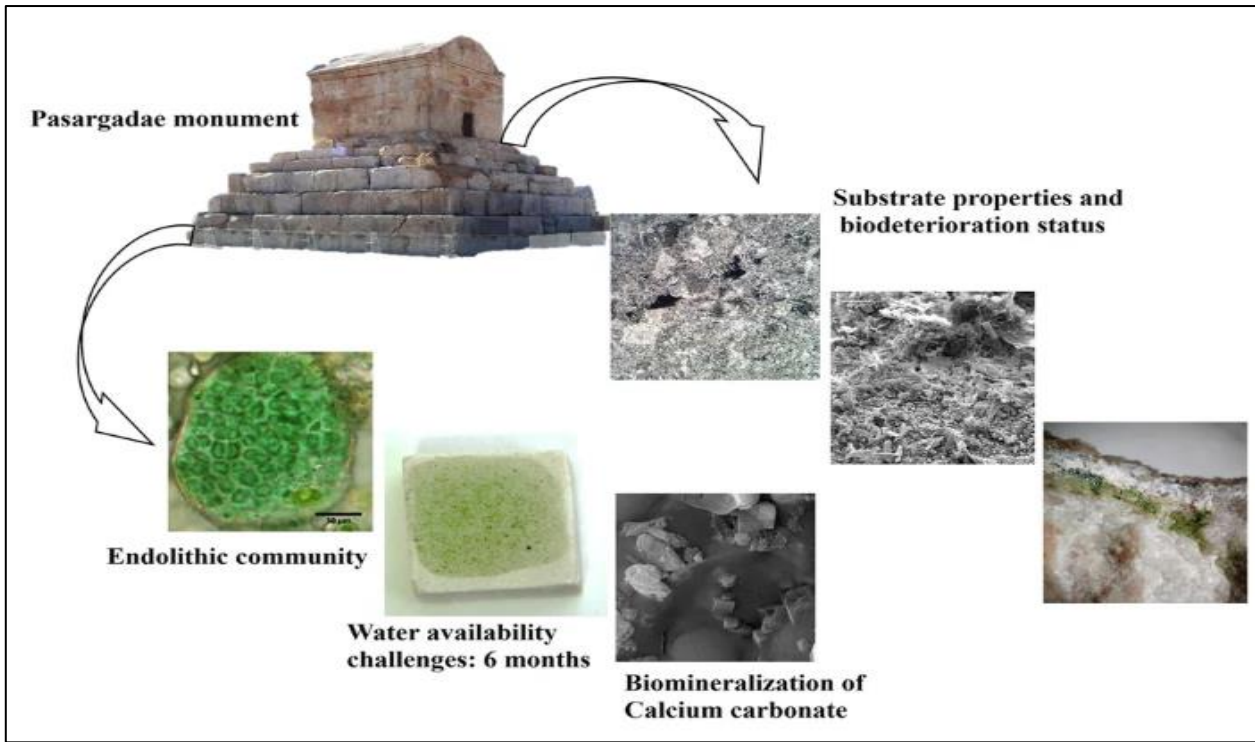 Pasargadae monument
Substrate properties and
biodeterioration status
Endolithic community
Water availability
challenges: 6 months
Biomineralization of
Calcium carbonate